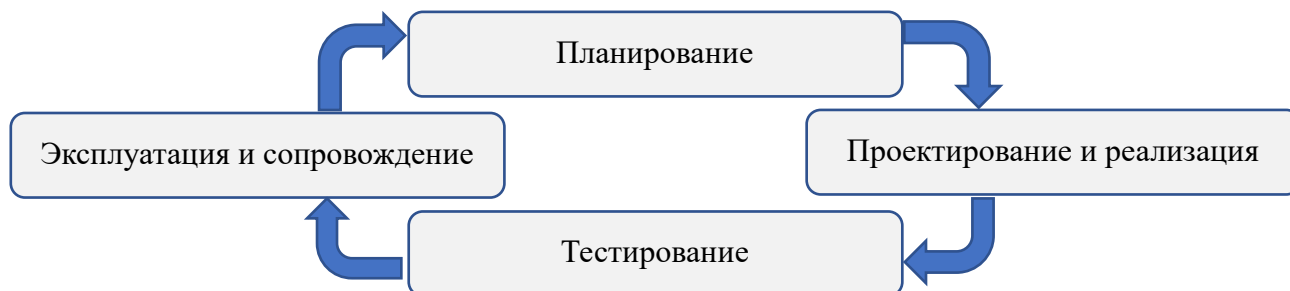 Планирование
Эксплуатация и сопровождение
Проектирование и реализация
Тестирование